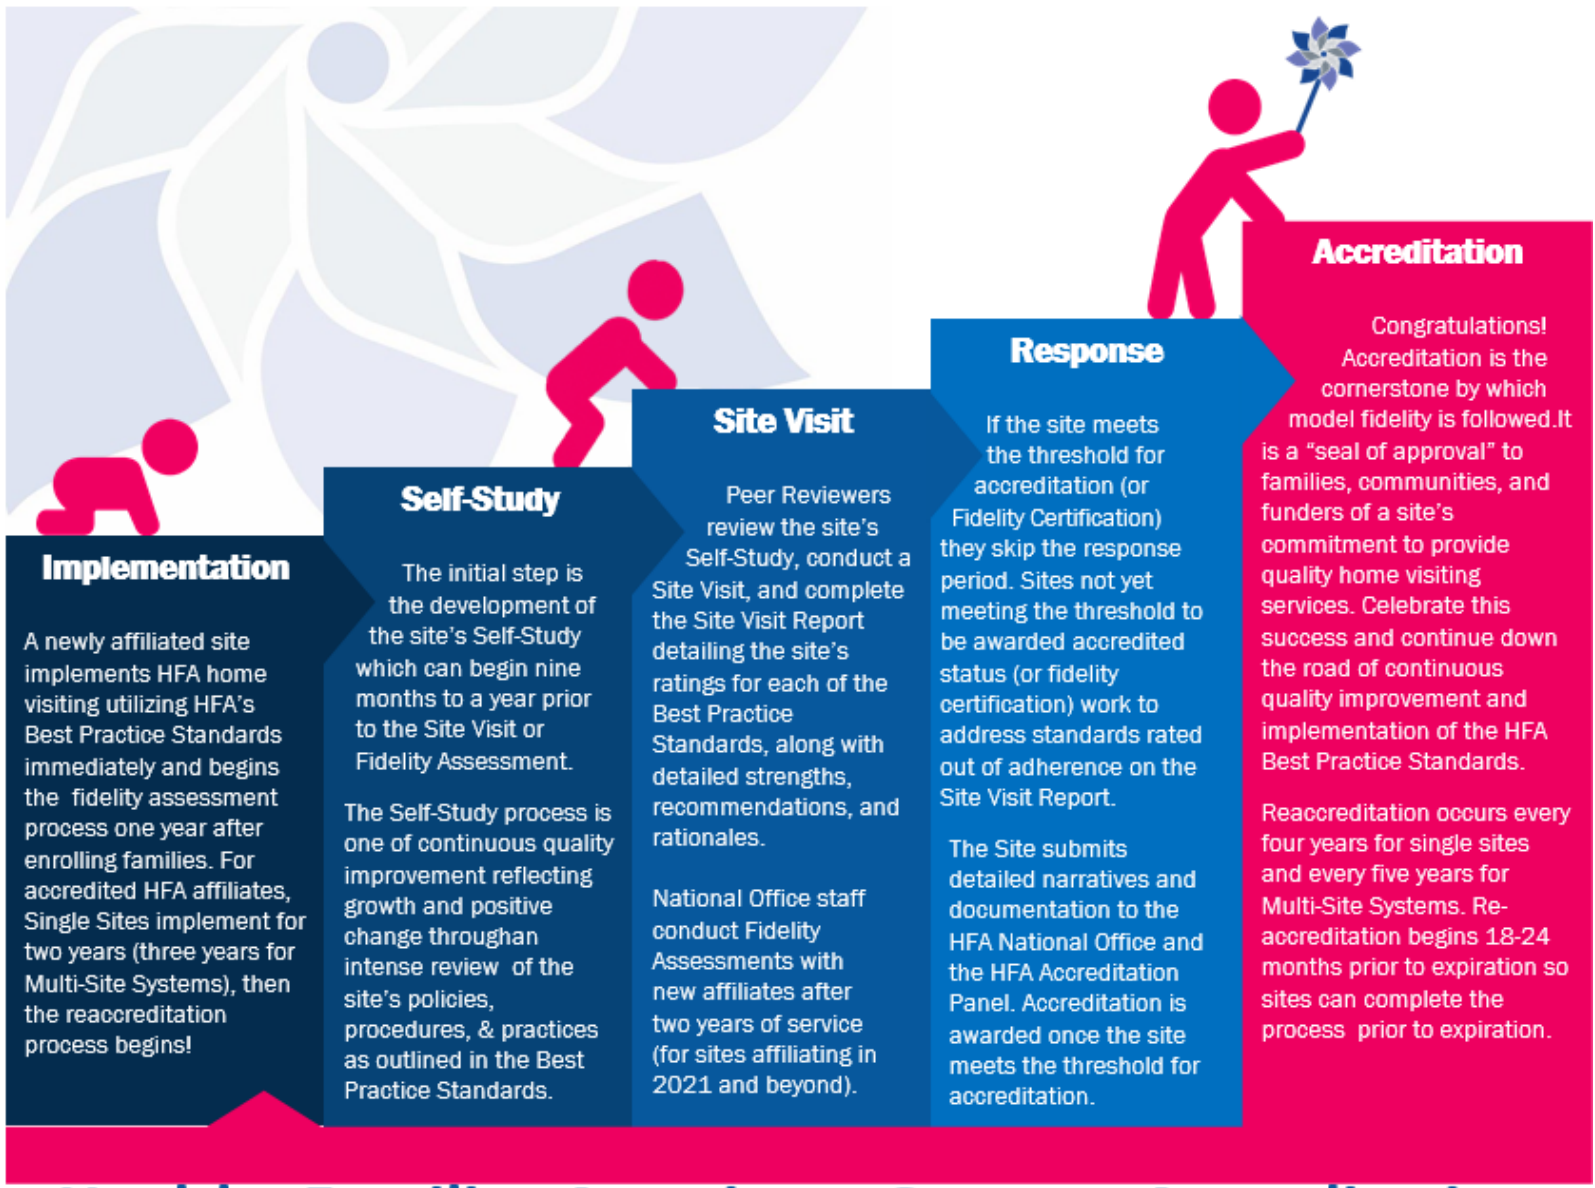 Implementation
A newly affiliated site
implements HFA home
visiting utilizing HFA's
Best Practice Standards
immediately and begins
the fidelity assessment
process one year after
enrolling families. For
accredited HFA affiliates,
Single Sites implement for
two years (three years for
Multi-Site Systems), then
the reaccreditation
process begins!
Self-Study
The initial step is
the development of
the site's Self-Study
which can begin nine
months to a year prior
to the Site Visit or
Fidelity Assessment.
The Self-Study process is
one of continuous quality
improvement reflecting
growth and positive
change throughan
intense review of the
site's policies,
procedures, & practices
as outlined in the Best
Practice Standards.
Site Visit
Peer Reviewers
review the site's
Self-Study, conduct a
Site Visit, and complete
the Site Visit Report
detailing the site's
ratings for each of the
Best Practice
Standards, along with
detailed strengths,
recommendations, and
rationales.
National Office staff
conduct Fidelity
Assessments with
new affiliates after
two years of service
(for sites affiliating in
2021 and beyond).
Response
If the site meets
the threshold for
accreditation (or
Fidelity Certification)
they skip the response
period. Sites not yet
meeting the threshold to
be awarded accredited
status (or fidelity
certification) work to
address standards rated
out of adherence on the
Site Visit Report.
The Site submits
detailed narratives and
documentation to the
HFA National Office and
the HFA Accreditation
Panel. Accreditation is
awarded once the site
meets the threshold for
accreditation.
Accreditation
Congratulations!
Accreditation is the
cornerstone by which
model fidelity is followed.It
is a "seal of approval" to
families, communities, and
funders of a site's
commitment to provide
quality home visiting
services. Celebrate this
success and continue down
the road of continuous
quality improvement and
implementation of the HFA
Best Practice Standards.
Reaccreditation occurs every
four years for single sites
and every five years for
Multi-Site Systems. Re-
accreditation begins 18-24
months prior to expiration so
sites can complete the
process prior to expiration.